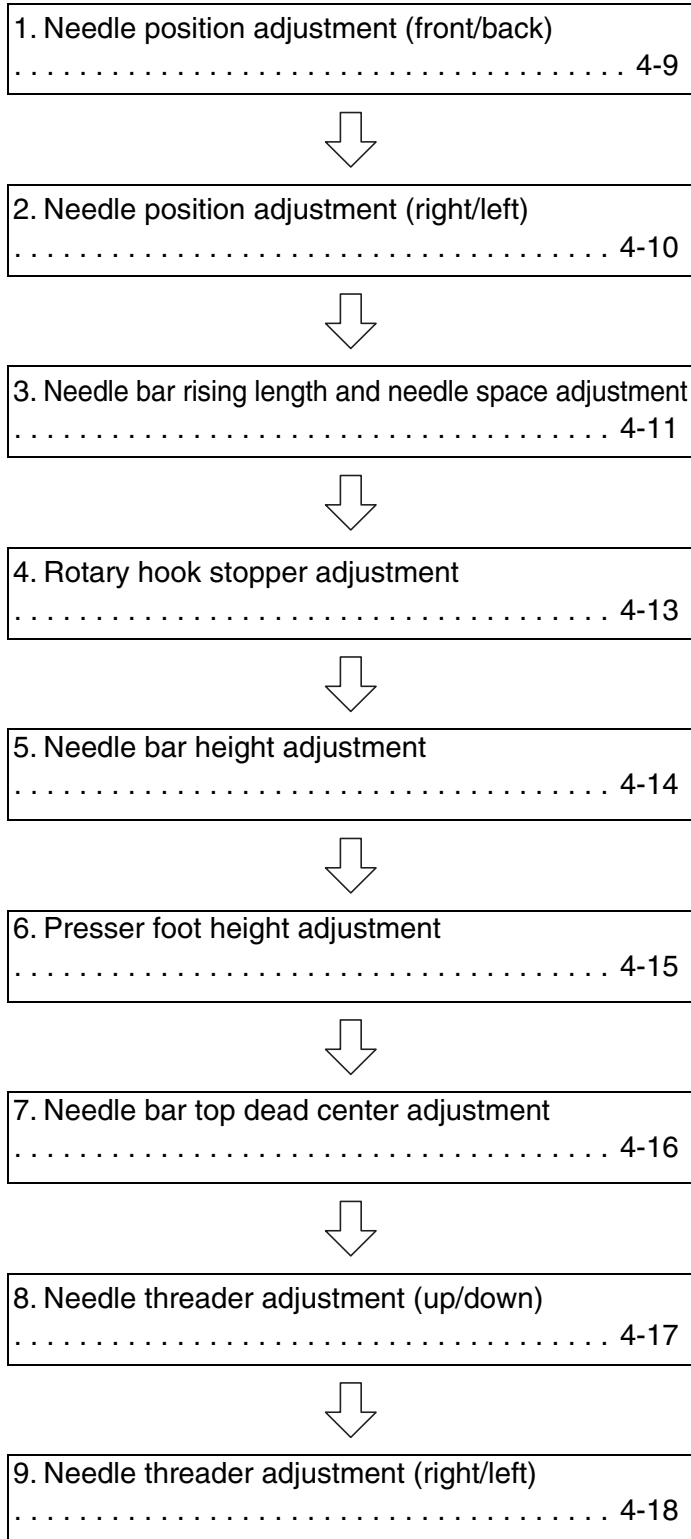 1. Needle position adjustment (front/back)
. . . . . . . . . . . . . . . . . . . . . . . . . . . . . . . . . . . . . . 4-9
2. Needle position adjustment (right/left)
. . . . . . . . . . . . . . . . . . . . . . . . . . . . . . . . . . . . . 4-10
3. Needle bar rising length and needle space adjustment
. . . . . . . . . . . . . . . . . . . . . . . . . . . . . . . . . . . . . 4-11
4. Rotary hook stopper adjustment
. . . . . . . . . . . . . . . . . . . . . . . . . . . . . . . . . . . . . 4-13
5. Needle bar height adjustment
. . . . . . . . . . . . . . . . . . . . . . . . . . . . . . . . . . . . . 4-14
6. Presser foot height adjustment
. . . . . . . . . . . . . . . . . . . . . . . . . . . . . . . . . . . . . 4-15
7. Needle bar top dead center adjustment
. . . . . . . . . . . . . . . . . . . . . . . . . . . . . . . . . . . . . 4-16
8. Needle threader adjustment (up/down)
. . . . . . . . . . . . . . . . . . . . . . . . . . . . . . . . . . . . . 4-17
9. Needle threader adjustment (right/left)
. . . . . . . . . . . . . . . . . . . . . . . . . . . . . . . . . . . . . 4-18